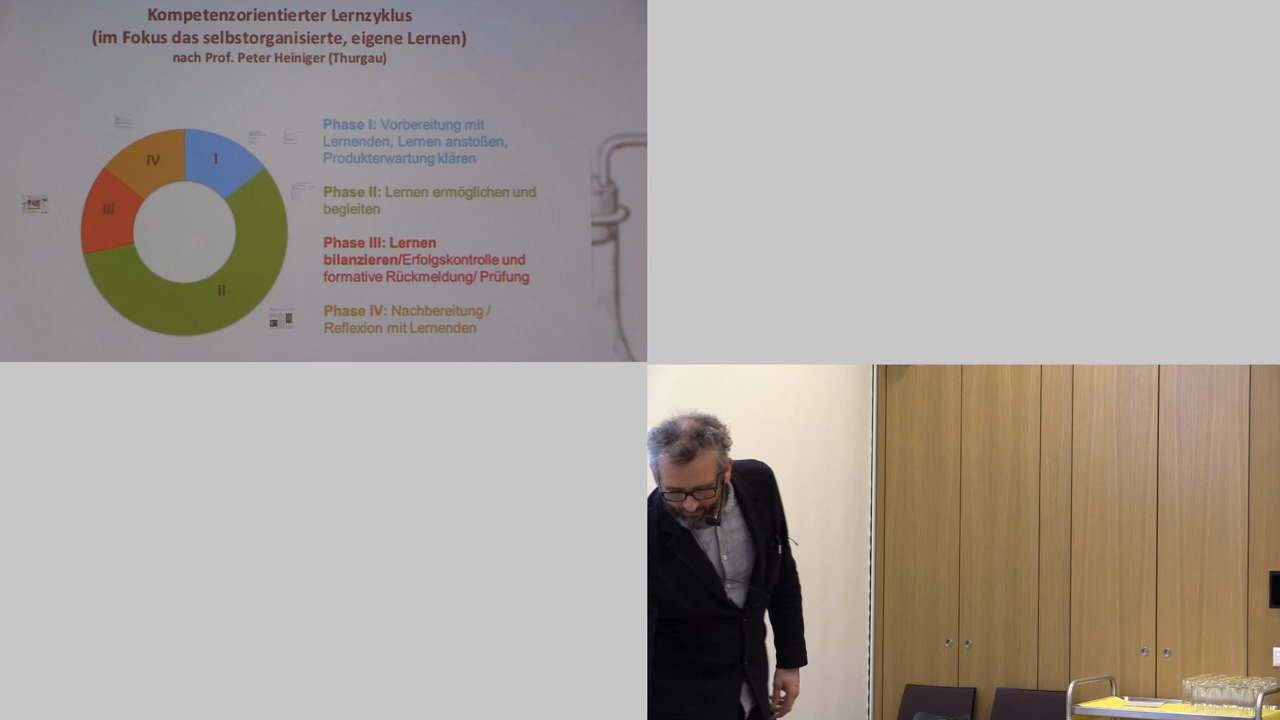 Kompetenzorientierter Lernzyklus
(im Fokus das selbstorganisierte, eigene Lernen)
nach Prof. Peter Heiniger (Thurgau)
IV
I
III
II
Phase I: Vorbereitung mit
Lernenden, Lernen anstoßen,
Produkterwartung klären
Phase II: Lernen ermöglichen und
begleiten
Phase III: Lernen
bilanzieren/Erfolgskontrolle und
formative Rückmeldung/ Prüfung
Phase IV: Nachbereitung /
Reflexion mit Lernenden